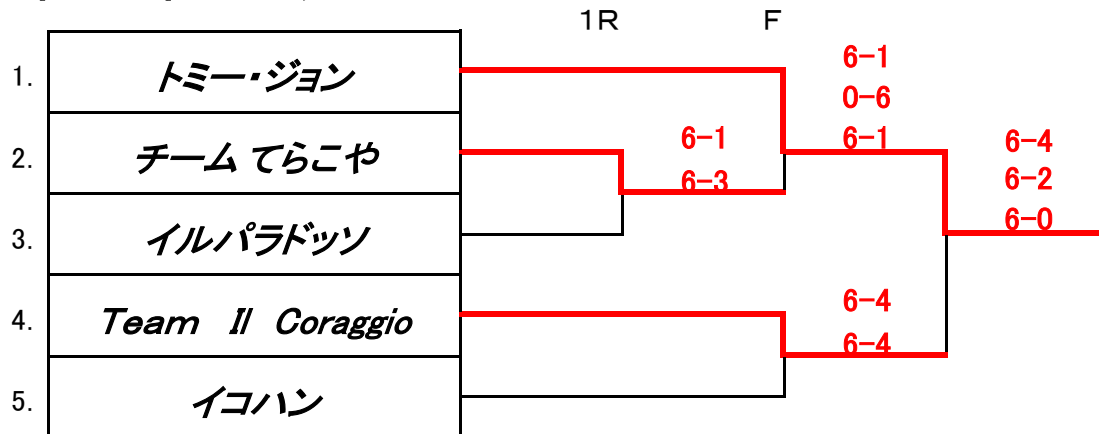 1R F
1. トミー・ジョン
2. チーム てらこや
3. イルパラドッソ
4. Team Il Coraggio
5. イコハン
6-1
6-3
6-1
0-6
6-1
6-4
6-4
6-4
6-2
6-0